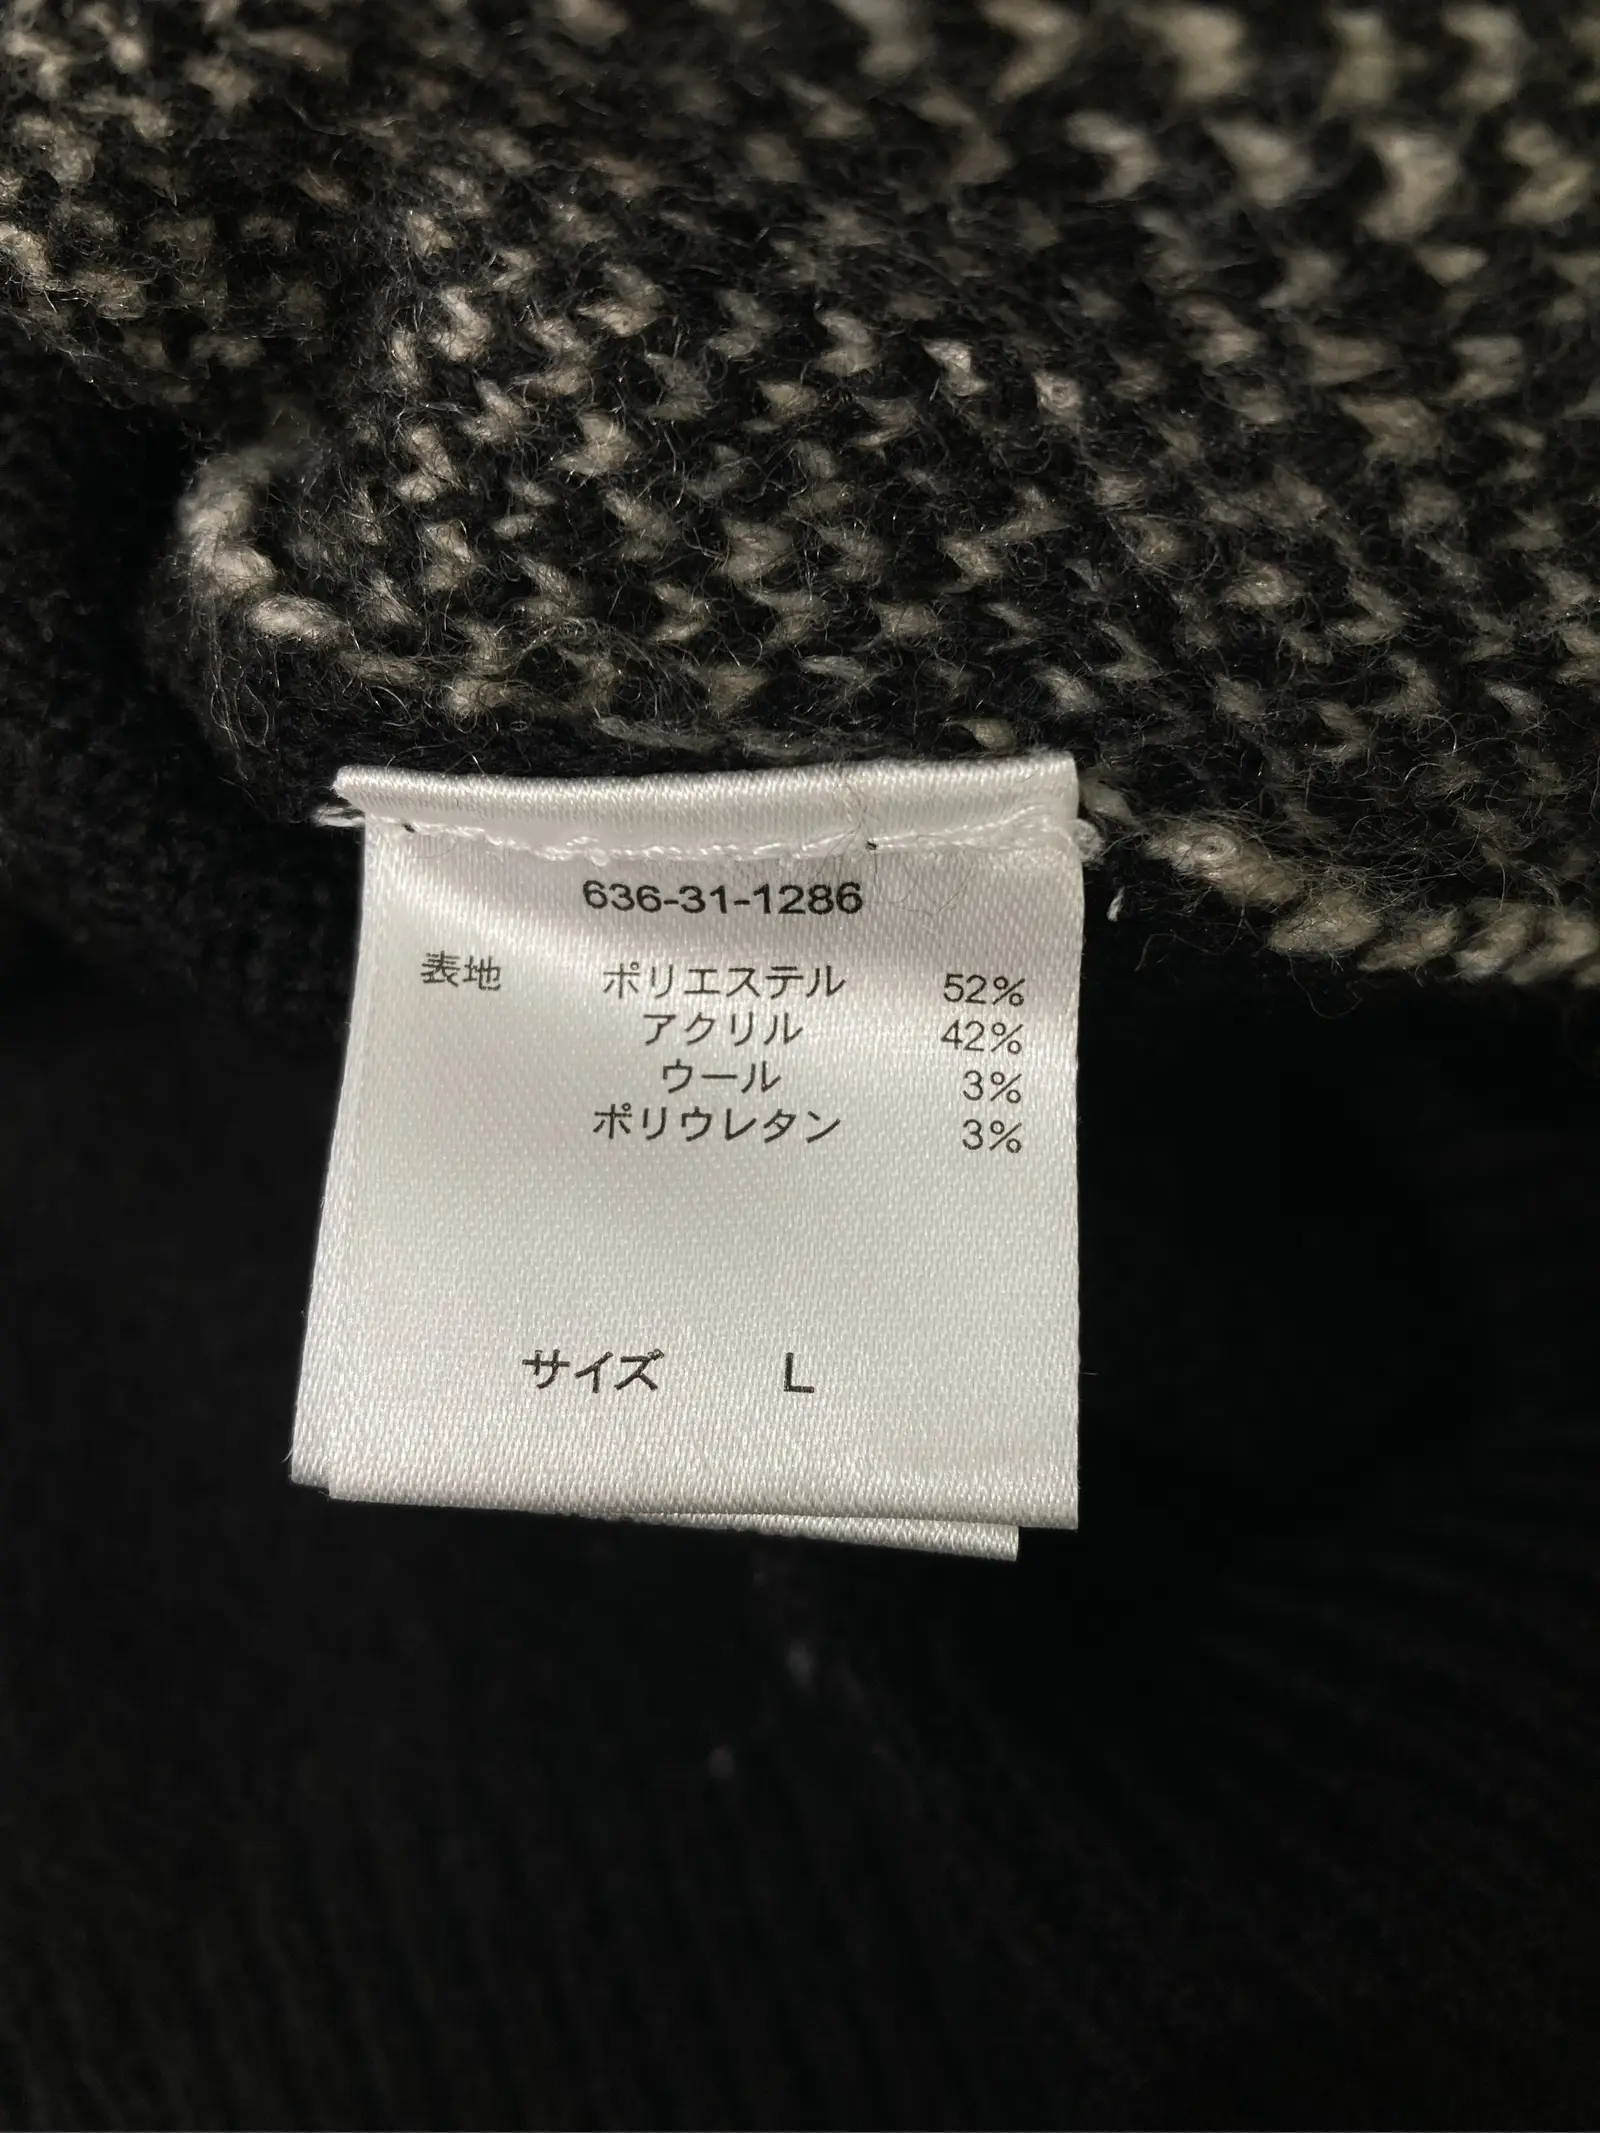 636-31-1286
表地 ポリエステル 52%
アクリル 42%
ウール 3%
ポリウレタン 3%
サイズ L